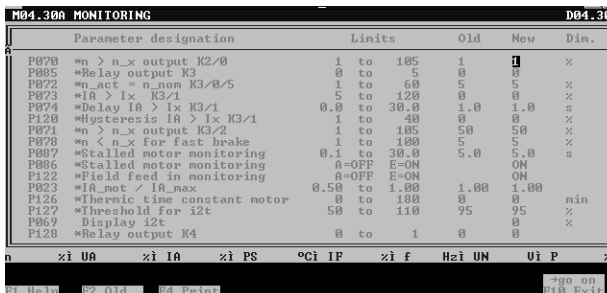 M04.30A MONITORING D04.30
Parameter designation Limits Old New Dim.
P070 *n > n_x output K2/0 1 to 105 1 1 %
P085 *Relay output K3 0 to 5 0 0
P072 *n_act = n_nom K3/0/5 1 to 60 5 5 %
P073 *IA > Ix K3/1 5 to 120 0 0 %
P074 *Delay IA > Ix K3/1 0.0 to 30.0 1.0 1.0 s
P120 *Hysteresis IA > Ix K3/1 1 to 40 0 0 %
P071 *n > n_x output K3/2 1 to 105 50 50 %
P078 *n < n_x for fast brake 1 to 100 5 5 %
P087 *Stalled motor monitoring 0.1 to 30.0 5.0 5.0 s
P086 *Stalled motor monitoring A=OFF E=ON ON
P122 *Field feed in monitoring A=OFF E=ON ON
P023 *IA_mot / IA_max 0.50 to 1.00 1.00 1.00
P126 *Thermic time constant motor 0 to 180 0 0 min
P127 *Threshold for i2t 50 to 110 95 95 %
P069 Display i2t 0 %
P128 *Relay output K4 0 to 1 0 0
n %ì UA %ì IA %ì PS ºCì IF %ì f Hzì UN Vì P
→go on
F1 Help F2 Old F4 Print F10 Exit